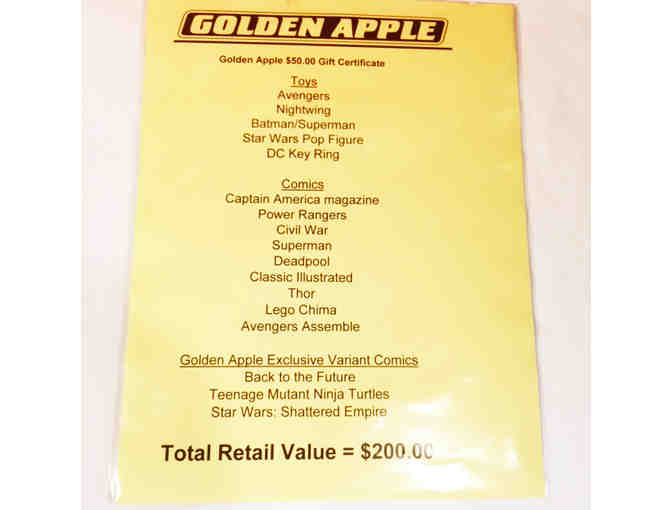 GOLDEN APPLE
Golden Apple $50.00 Gift Certificate
Toys
Avengers
Nightwing
Batman/Superman
Star Wars Pop Figure
DC Key Ring
Comics
Captain America magazine
Power Rangers
Civil War
Superman
Deadpool
Classic Illustrated
Thor
Lego Chima
Avengers Assemble
Golden Apple Exclusive Variant Comics
Back to the Future
Teenage Mutant Ninja Turtles
Star Wars: Shattered Empire
Total Retail Value = $200.00